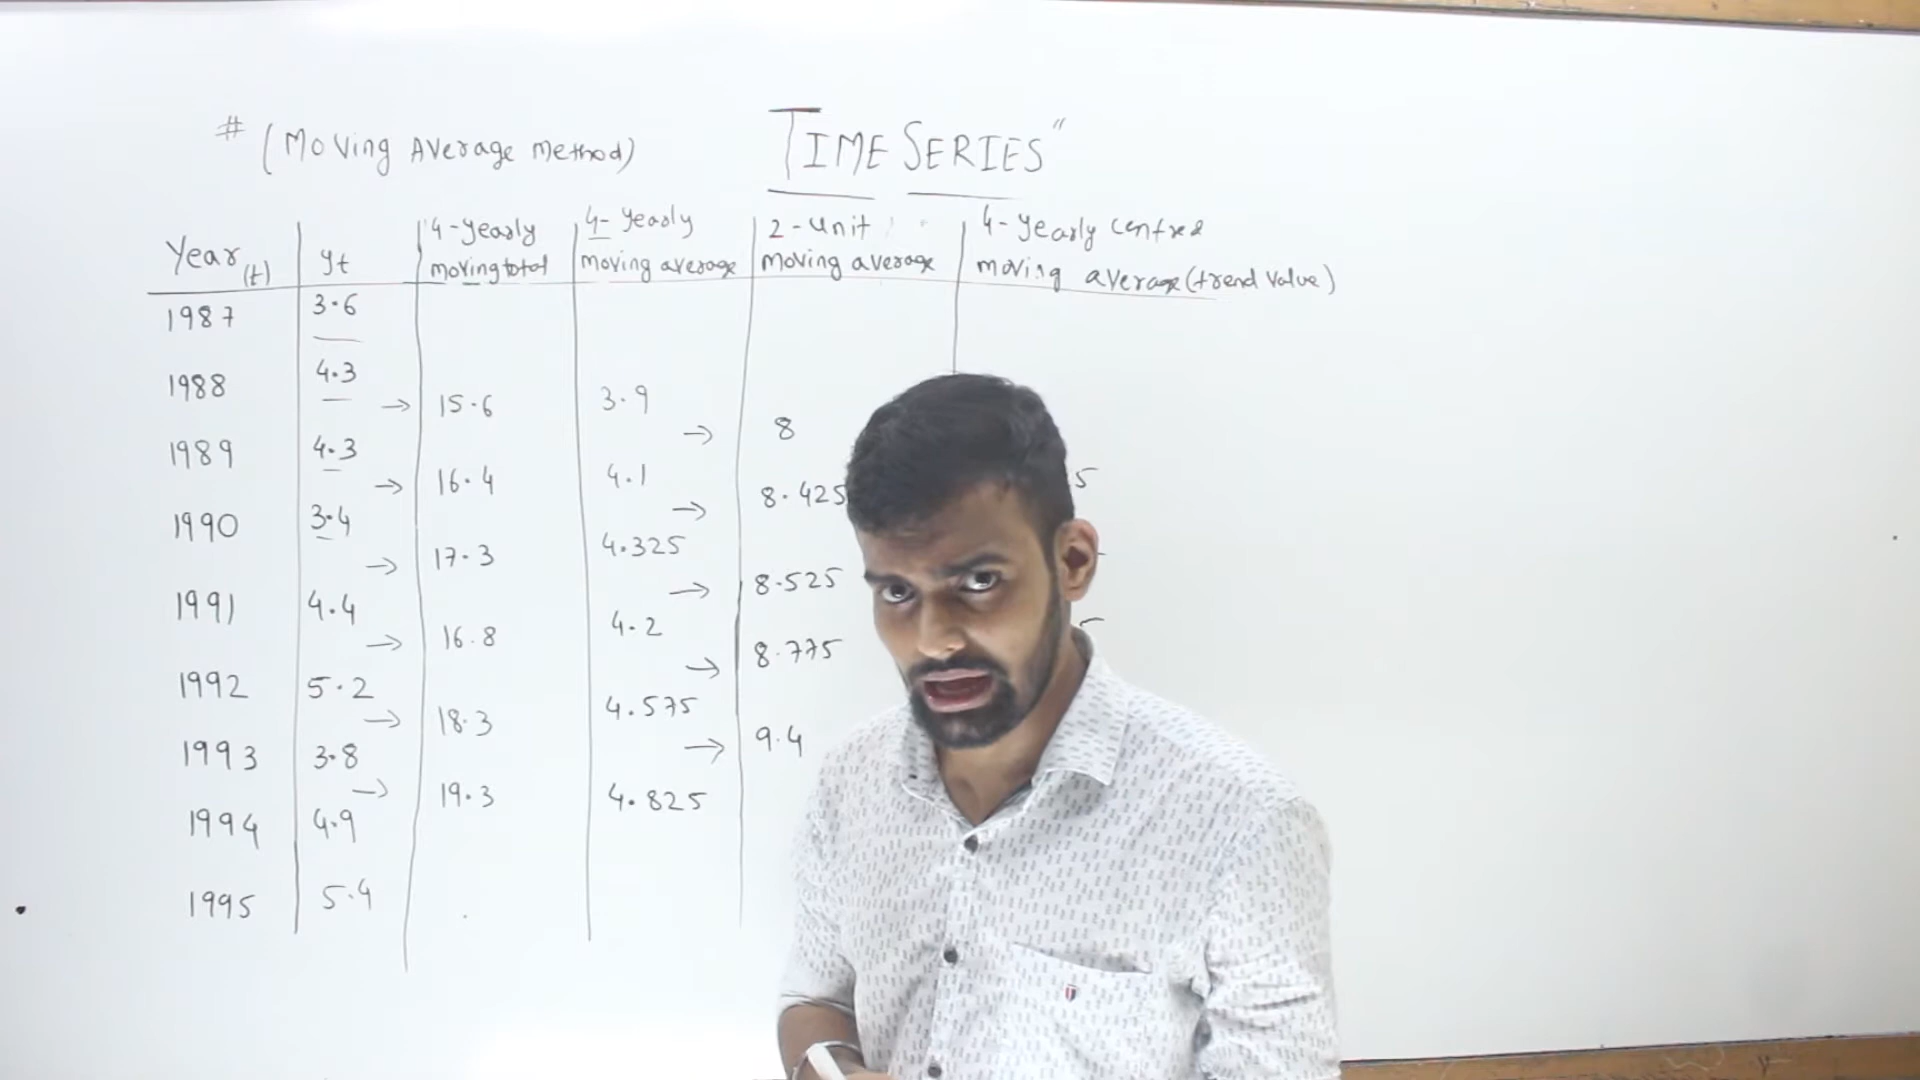 # (Moving Average Method) TIME SERIES"
Year (t) yt 4-yearly moving total 4-yearly moving average 2-unit moving average 4-yearly centred moving average (trend value)
1987 3.6
1988 4.3
→ 15.6 3.9
→ 8
1989 4.3
→ 16.4 4.1
→ 8.425 5
1990 3.4
→ 17.3 4.325
→ 8.525
1991 4.4
→ 16.8 4.2
→ 8.775
1992 5.2
→ 18.3 4.575
→ 9.4
1993 3.8
→ 19.3 4.825
1994 4.9
1995 5.4